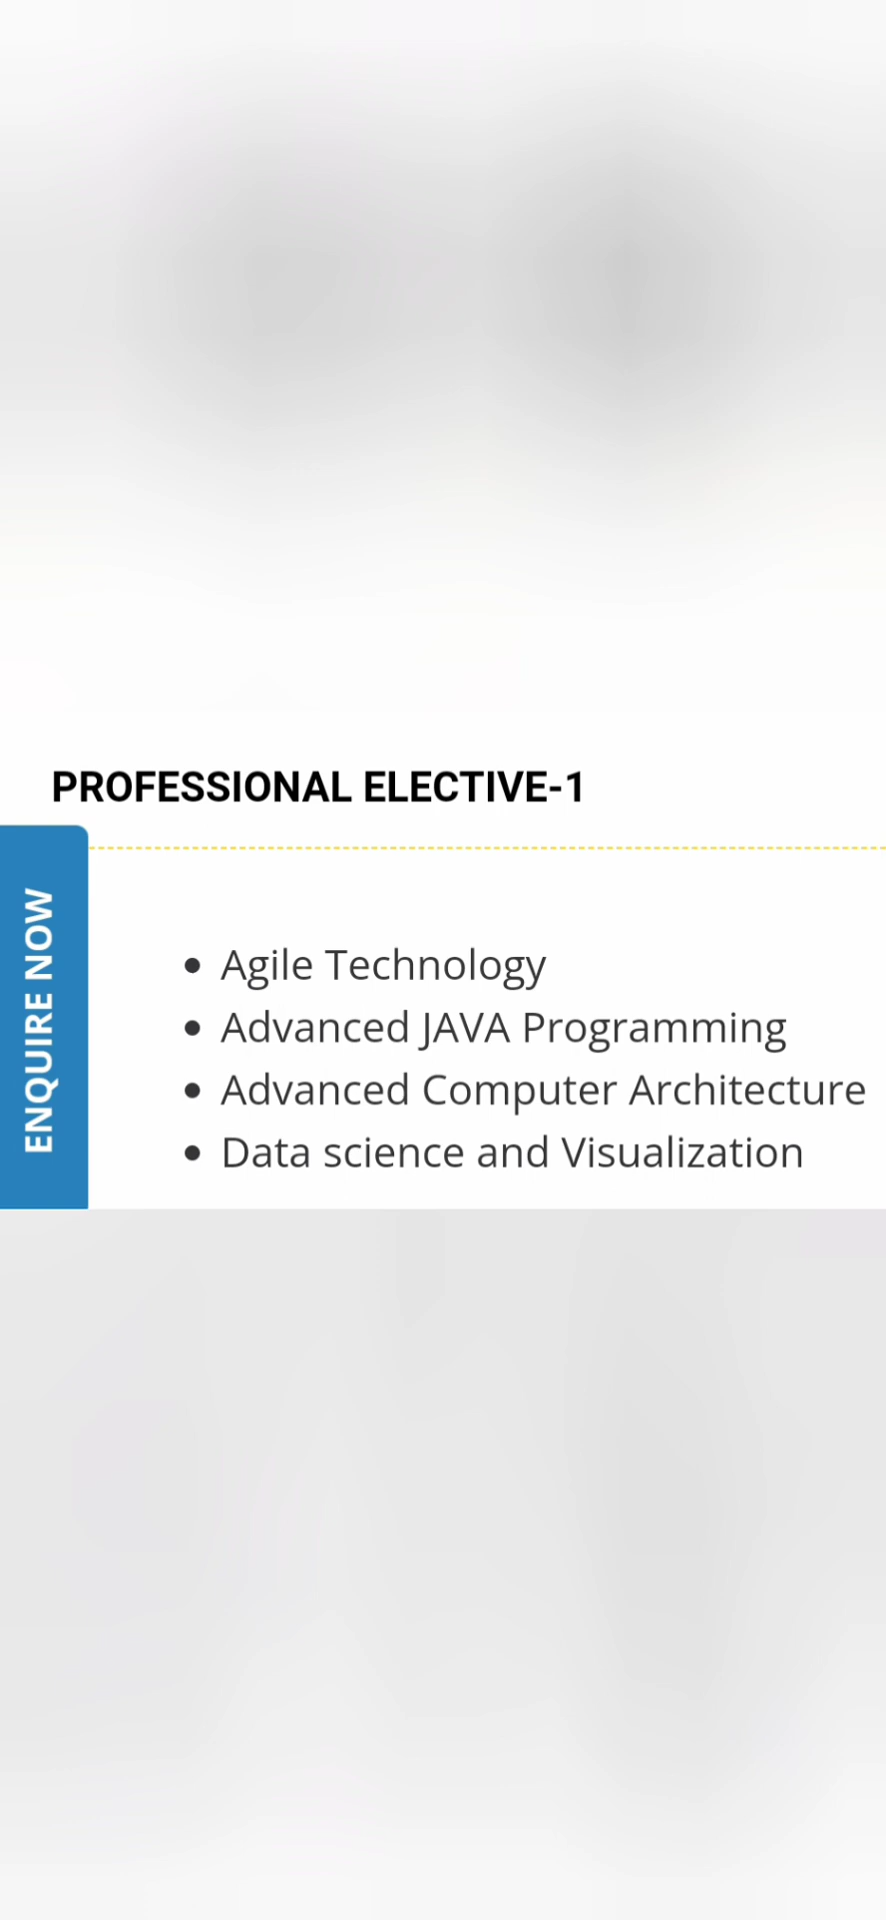 PROFESSIONAL ELECTIVE-1
ENQUIRE NOW
• Agile Technology
• Advanced JAVA Programming
• Advanced Computer Architecture
• Data science and Visualization